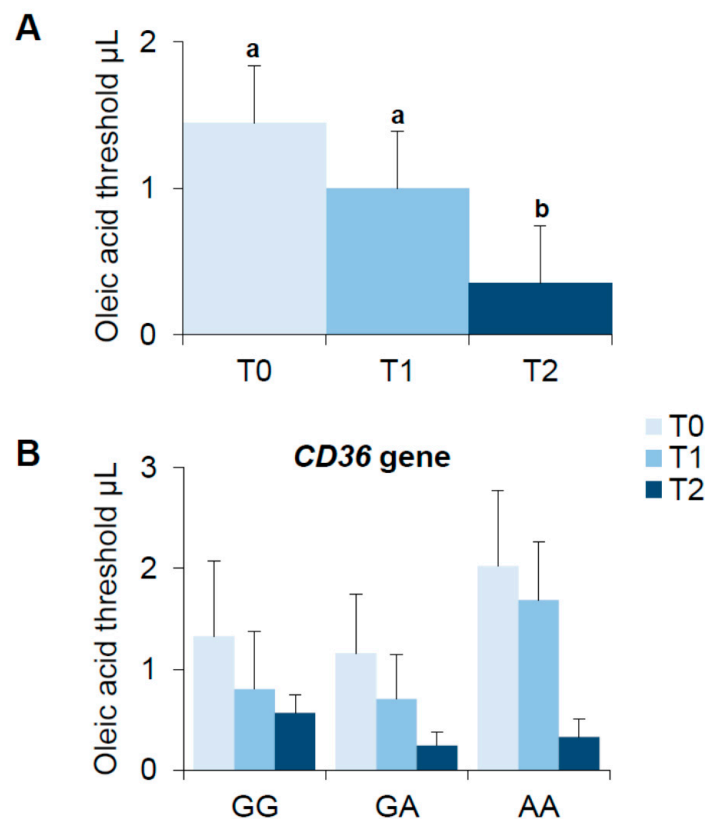 A
Oleic acid threshold µL
2
1
0
a
a
b
T0
T1
T2
T0
T1
T2
B
CD36 gene
Oleic acid threshold µL
3
2
1
0
GG
GA
AA